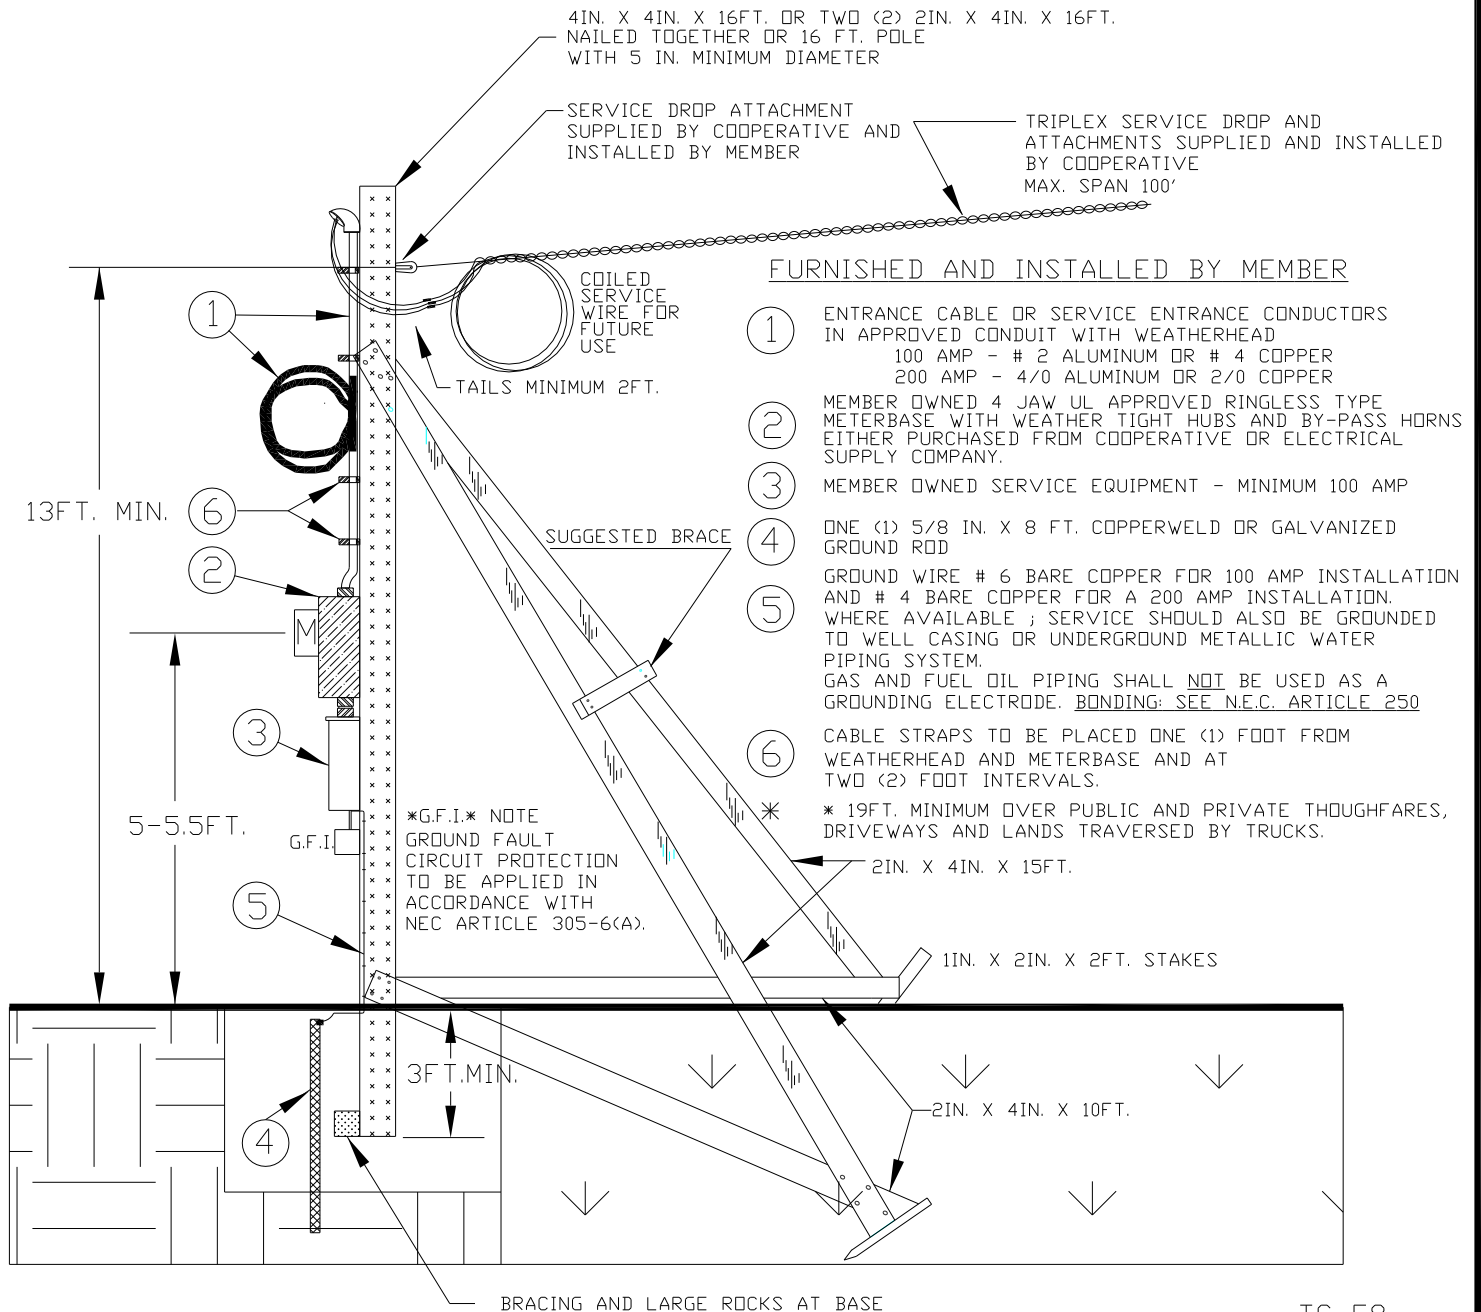 4IN. X 4IN. X 16FT. OR TWO (2) 2IN. X 4IN. X 16FT.
NAILED TOGETHER OR 16 FT. POLE
WITH 5 IN. MINIMUM DIAMETER
SERVICE DROP ATTACHMENT
SUPPLIED BY COOPERATIVE AND
INSTALLED BY MEMBER
TRIPLEX SERVICE DROP AND
ATTACHMENTS SUPPLIED AND INSTALLED
BY COOPERATIVE
MAX. SPAN 100'
COILED
SERVICE
WIRE FOR
FUTURE
USE
TAILS MINIMUM 2FT.
FURNISHED AND INSTALLED BY MEMBER
1
ENTRANCE CABLE OR SERVICE ENTRANCE CONDUCTORS
IN APPROVED CONDUIT WITH WEATHERHEAD
100 AMP - # 2 ALUMINUM OR # 4 COPPER
200 AMP - 4/0 ALUMINUM OR 2/0 COPPER
2
MEMBER OWNED 4 JAW UL APPROVED RINGLESS TYPE
METERBASE WITH WEATHER TIGHT HUBS AND BY-PASS HORNS
EITHER PURCHASED FROM COOPERATIVE OR ELECTRICAL
SUPPLY COMPANY.
3
MEMBER OWNED SERVICE EQUIPMENT - MINIMUM 100 AMP
4
ONE (1) 5/8 IN. X 8 FT. COPPERWELD OR GALVANIZED
GROUND ROD
5
GROUND WIRE # 6 BARE COPPER FOR 100 AMP INSTALLATION
AND # 4 BARE COPPER FOR A 200 AMP INSTALLATION.
WHERE AVAILABLE ; SERVICE SHOULD ALSO BE GROUNDED
TO WELL CASING OR UNDERGROUND METALLIC WATER
PIPING SYSTEM.
GAS AND FUEL OIL PIPING SHALL NOT BE USED AS A
GROUNDING ELECTRODE. BONDING: SEE N.E.C. ARTICLE 250
6
CABLE STRAPS TO BE PLACED ONE (1) FOOT FROM
WEATHERHEAD AND METERBASE AND AT
TWO (2) FOOT INTERVALS.
*
* 19FT. MINIMUM OVER PUBLIC AND PRIVATE THOUGHFARES,
DRIVEWAYS AND LANDS TRAVERSED BY TRUCKS.
1
13FT. MIN.
6
2
M
3
5-5.5FT.
G.F.I.
5
4
SUGGESTED BRACE
*G.F.I.* NOTE
GROUND FAULT
CIRCUIT PROTECTION
TO BE APPLIED IN
ACCORDANCE WITH
NEC ARTICLE 305-6(A).
2IN. X 4IN. X 15FT.
1IN. X 2IN. X 2FT. STAKES
3FT.MIN.
2IN. X 4IN. X 10FT.
BRACING AND LARGE ROCKS AT BASE